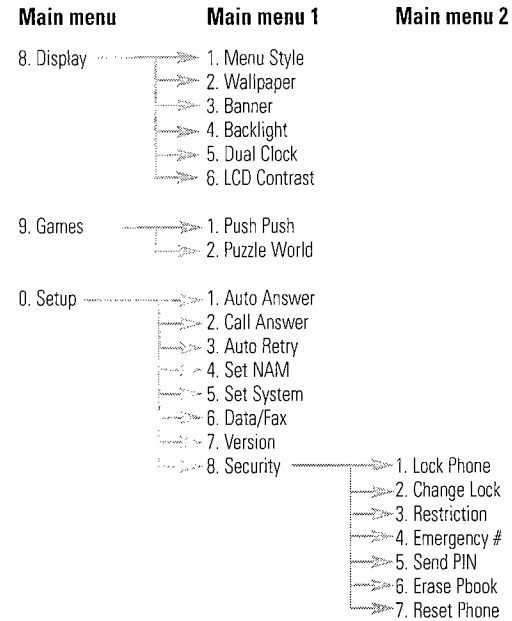 Main menu Main menu 1 Main menu 2
8. Display 1. Menu Style
2. Wallpaper
3. Banner
4. Backlight
5. Dual Clock
6. LCD Contrast
9. Games 1. Push Push
2. Puzzle World
0. Setup 1. Auto Answer
2. Call Answer
3. Auto Retry
4. Set NAM
5. Set System
6. Data/Fax
7. Version
8. Security 1. Lock Phone
2. Change Lock
3. Restriction
4. Emergency #
5. Send PIN
6. Erase Pbook
7. Reset Phone